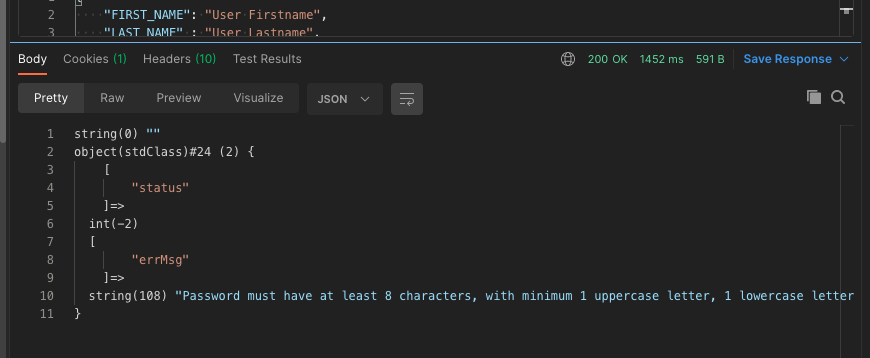 2 "FIRST_NAME": "User Firstname",
3 "LAST_NAME" : "User Lastname",
Body Cookies (1) Headers (10) Test Results 200 OK 1452 ms 591 B Save Response
Pretty Raw Preview Visualize JSON
1 string(0) ""
2 object(stdClass)#24 (2) {
3 [
4 "status"
5 ]=>
6 int(-2)
7 [
8 "errMsg"
9 ]=>
10 string(108) "Password must have at least 8 characters, with minimum 1 uppercase letter, 1 lowercase letter
11 }